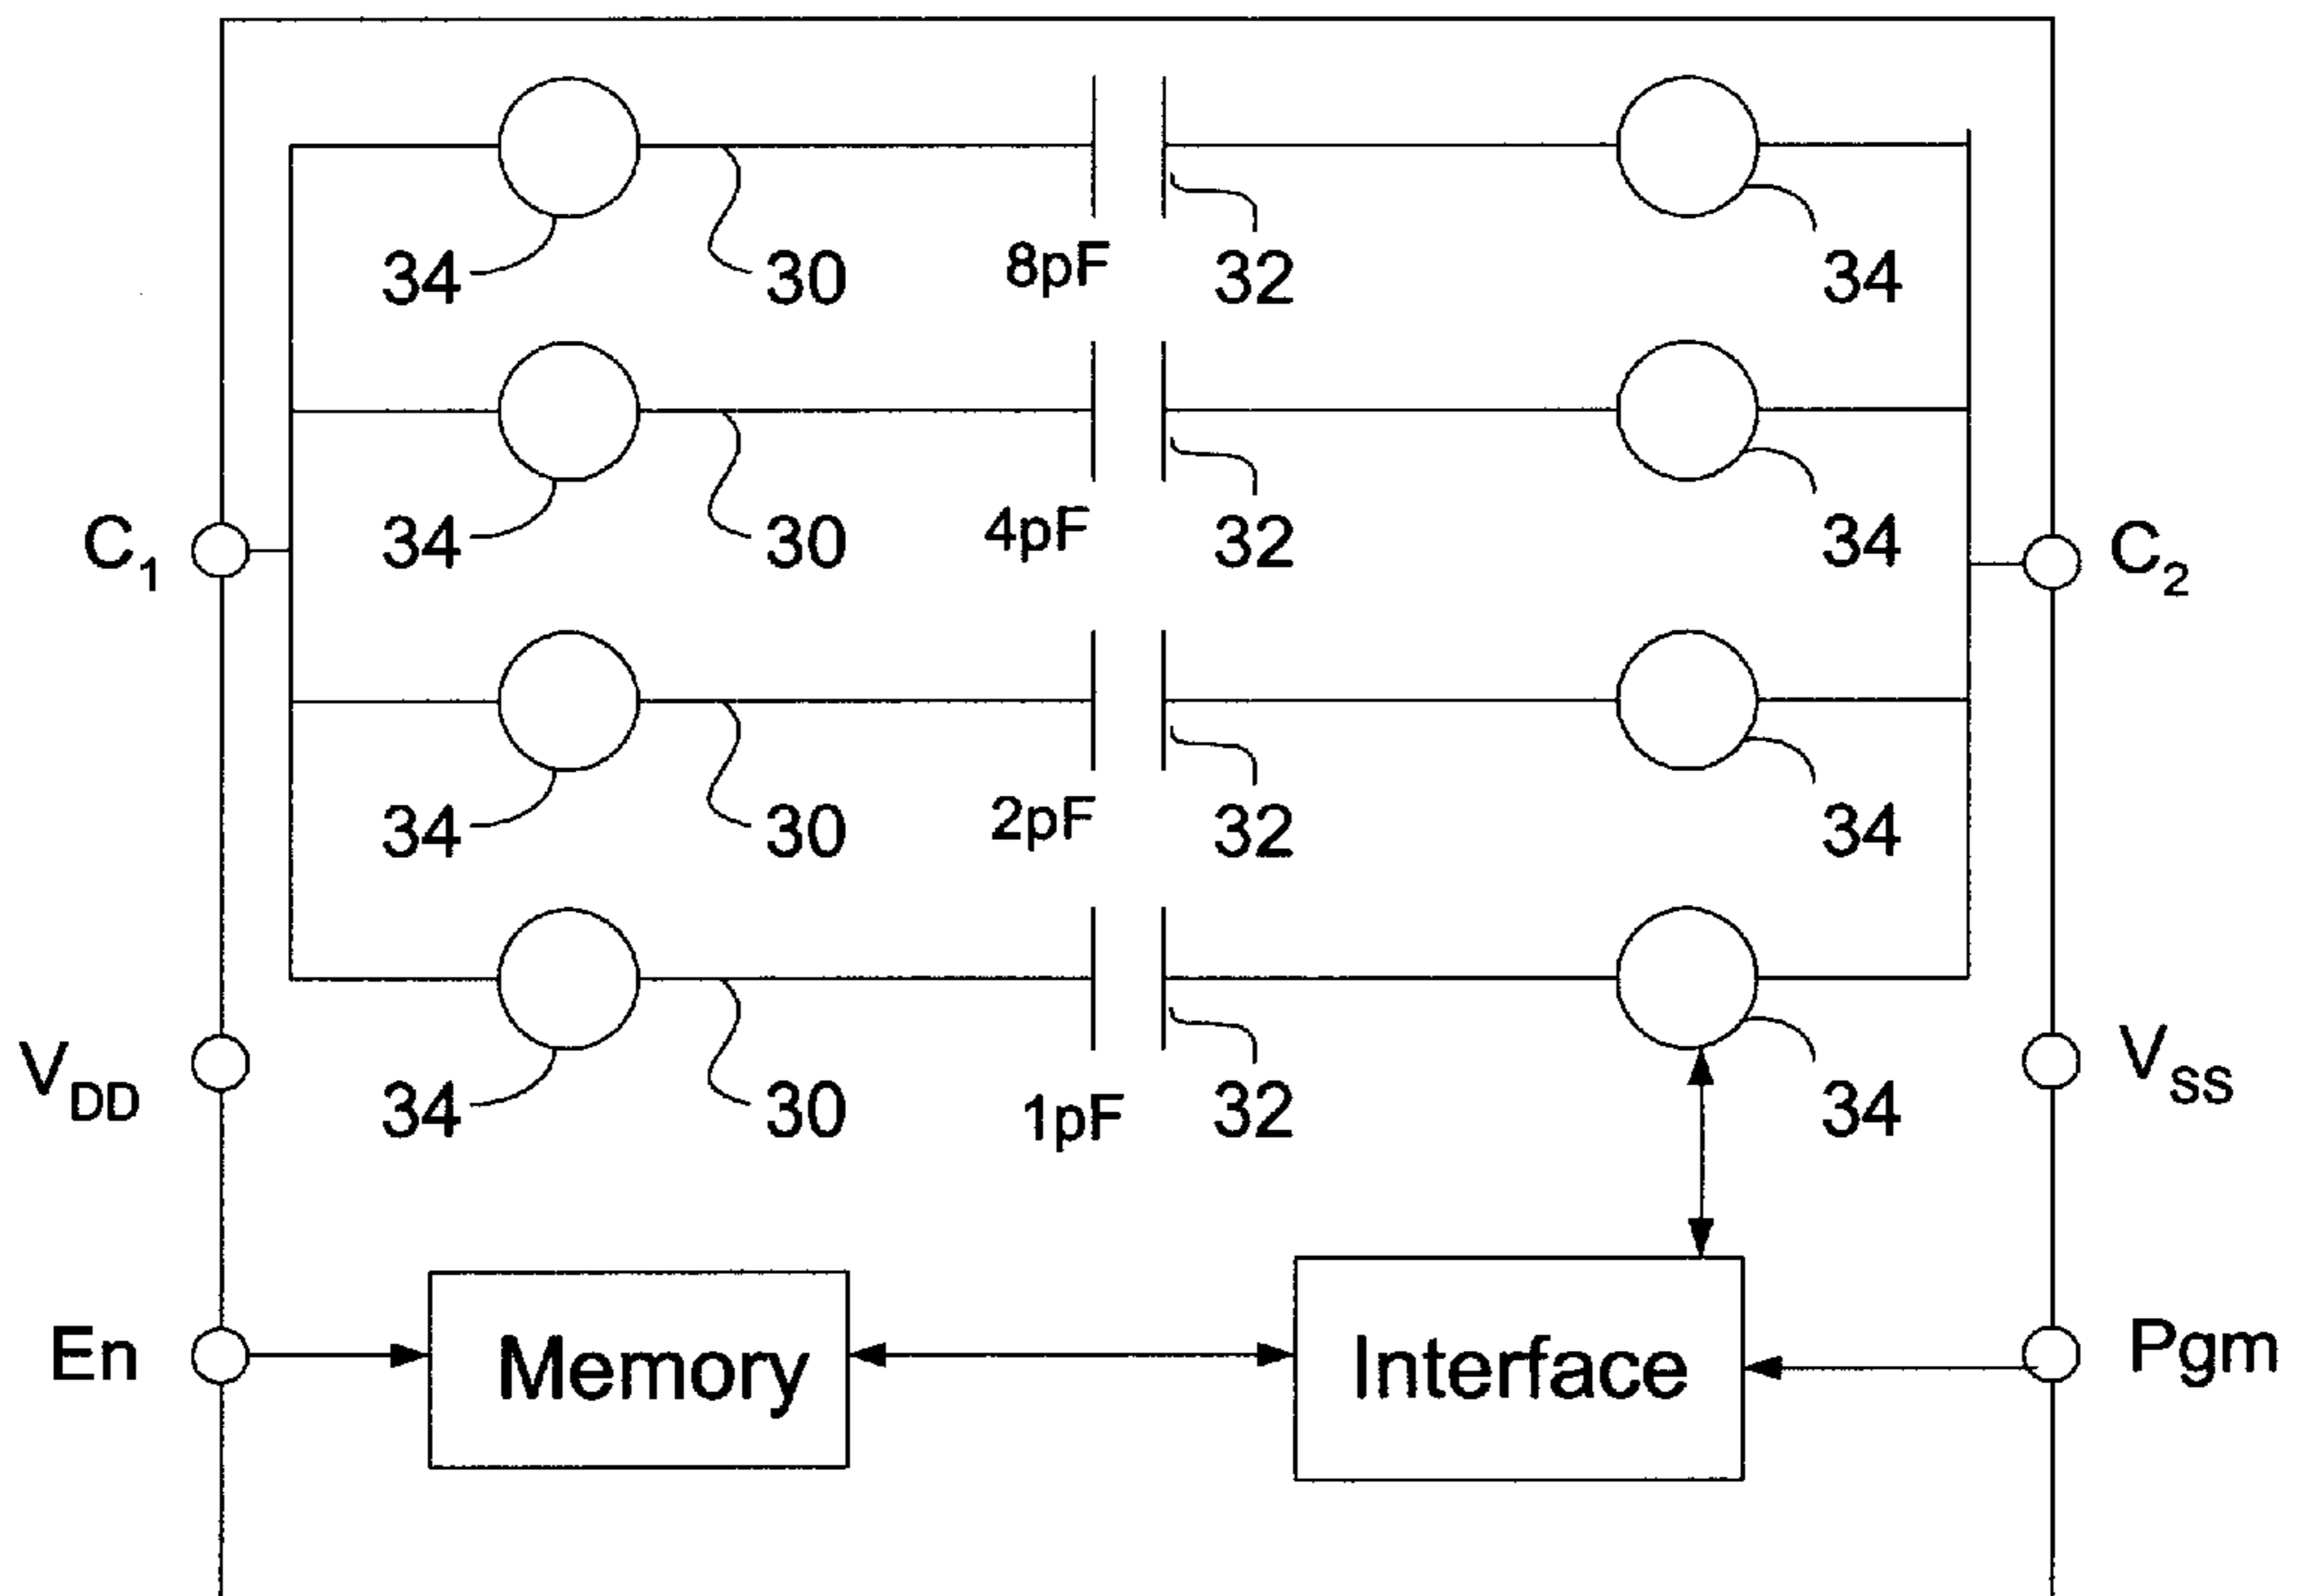 34 30 8pF 32 34
34 30 4pF 32 34
C1 C2
34 30 2pF 32 34
VDD VSS
34 30 1pF 32 34
En Memory Interface Pgm